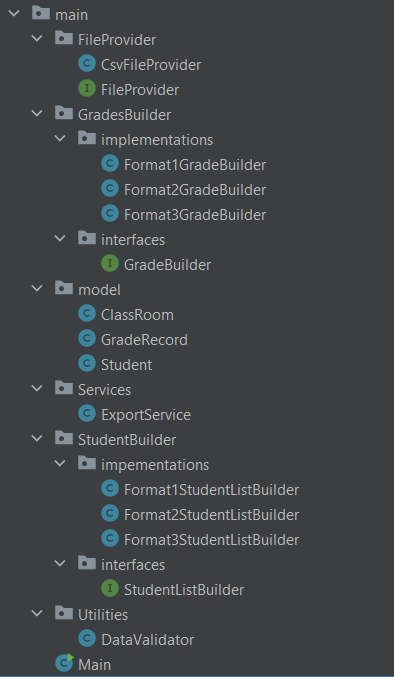 main
FileProvider
CsvFileProvider
FileProvider
GradesBuilder
implementations
Format1GradeBuilder
Format2GradeBuilder
Format3GradeBuilder
interfaces
GradeBuilder
model
ClassRoom
GradeRecord
Student
Services
ExportService
StudentBuilder
impementations
Format1StudentListBuilder
Format2StudentListBuilder
Format3StudentListBuilder
interfaces
StudentListBuilder
Utilities
DataValidator
Main